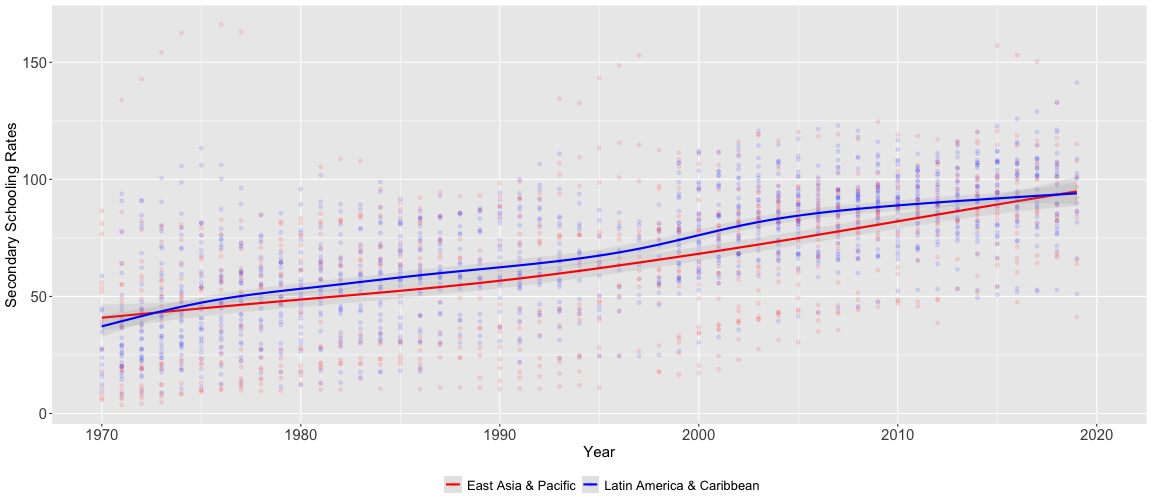 150
100
50
0
Secondary Schooling Rates
1970 1980 1990 2000 2010 2020
Year
East Asia & Pacific Latin America & Caribbean